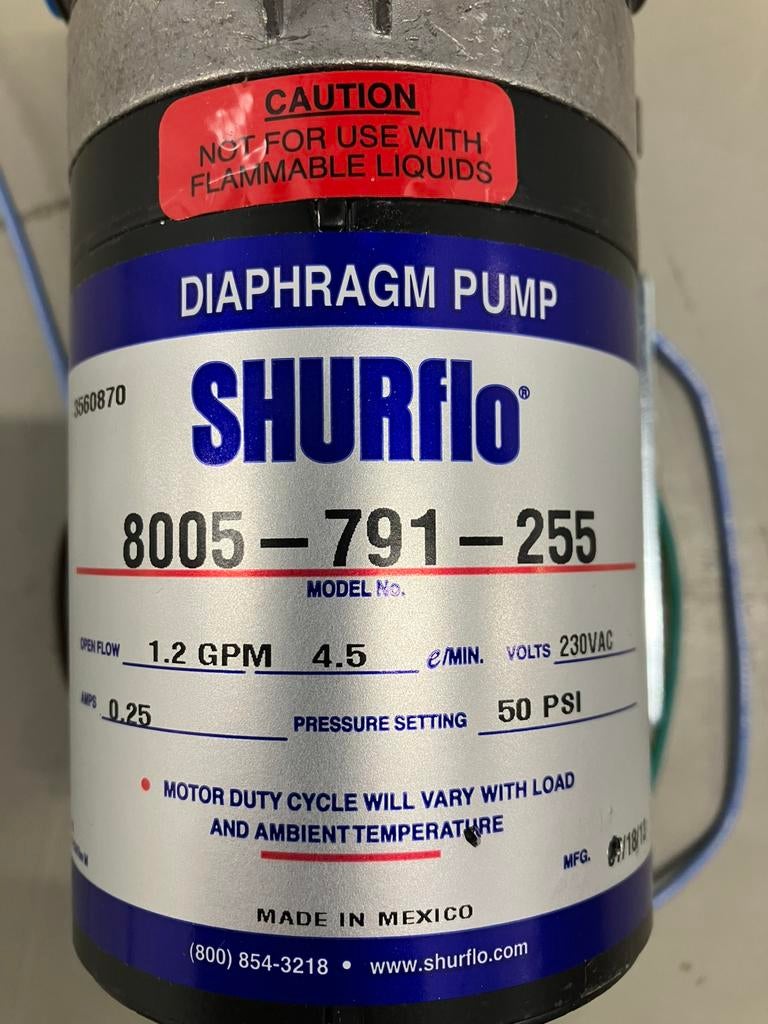 CAUTION
NOT FOR USE WITH
FLAMMABLE LIQUIDS
DIAPHRAGM PUMP
3560870
SHURflo®
8005-791-255
MODEL No.
OPEN FLOW 1.2 GPM 4.5 ℓ/MIN. VOLTS 230VAC
AMPS 0.25 PRESSURE SETTING 50 PSI
• MOTOR DUTY CYCLE WILL VARY WITH LOAD
AND AMBIENT TEMPERATURE
MFG.
MADE IN MEXICO
(800) 854-3218 • www.shurflo.com